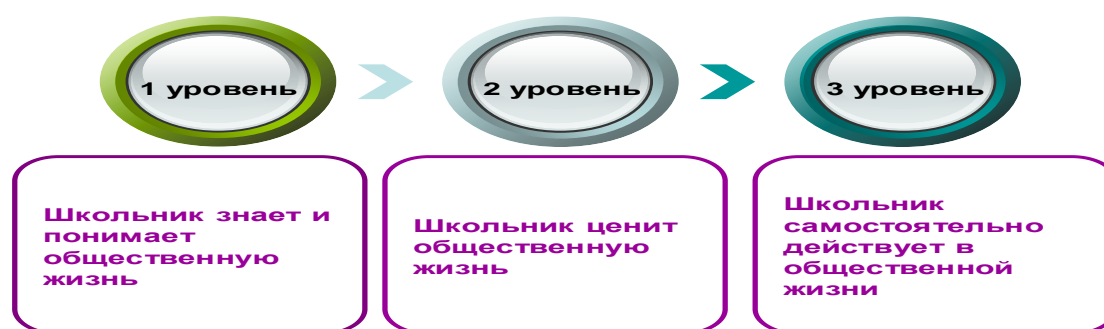 1 уровень
2 уровень
3 уровень
Школьник знает и
понимает
общественную
жизнь
Школьник ценит
общественную
жизнь
Школьник
самостоятельно
действует в
общественной
жизни